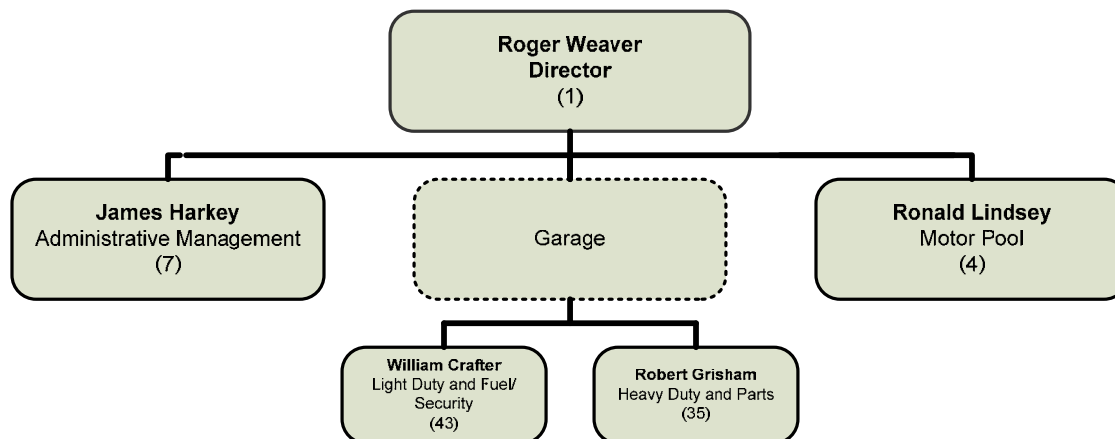 Roger Weaver
Director
(1)
James Harkey
Administrative Management
(7)
Garage
Ronald Lindsey
Motor Pool
(4)
William Crafter
Light Duty and Fuel/
Security
(43)
Robert Grisham
Heavy Duty and Parts
(35)